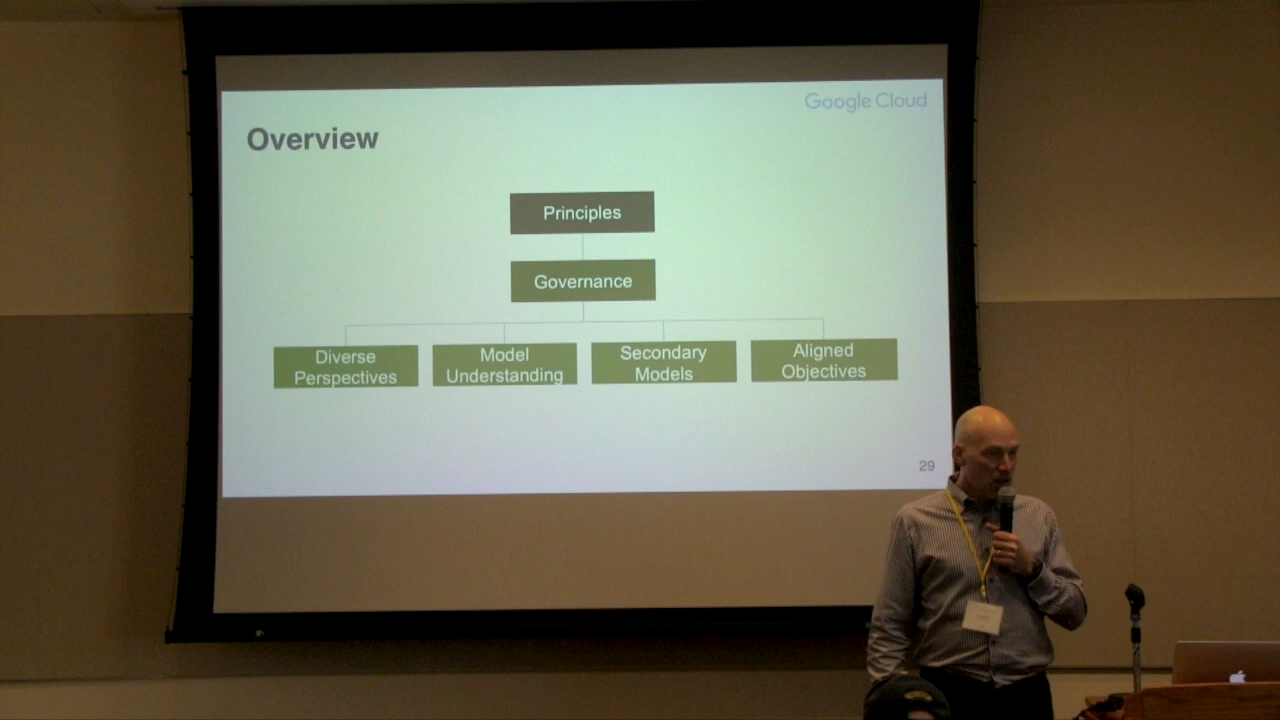 Google Cloud
Overview
Principles
Governance
Diverse
Perspectives
Model
Understanding
Secondary
Models
Aligned
Objectives
29